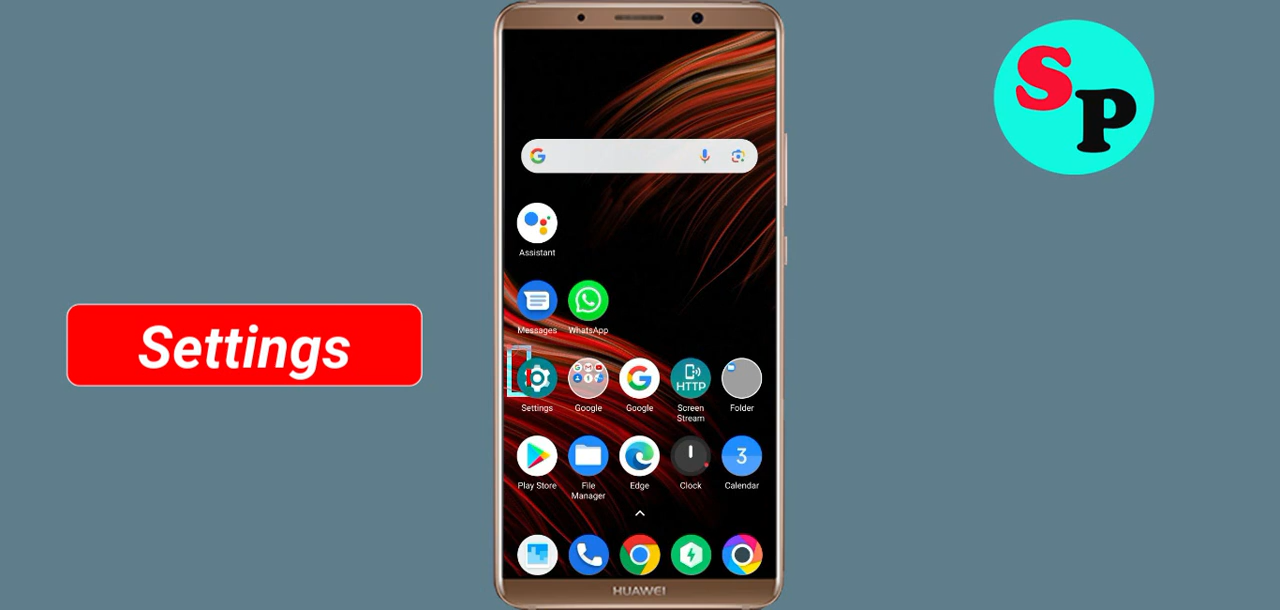 S
P
Assistant
Messages WhatsApp
Settings
HTTP
Settings Google Google Screen Stream Folder
3
Play Store File Manager Edge Clock Calendar
HUAWEI